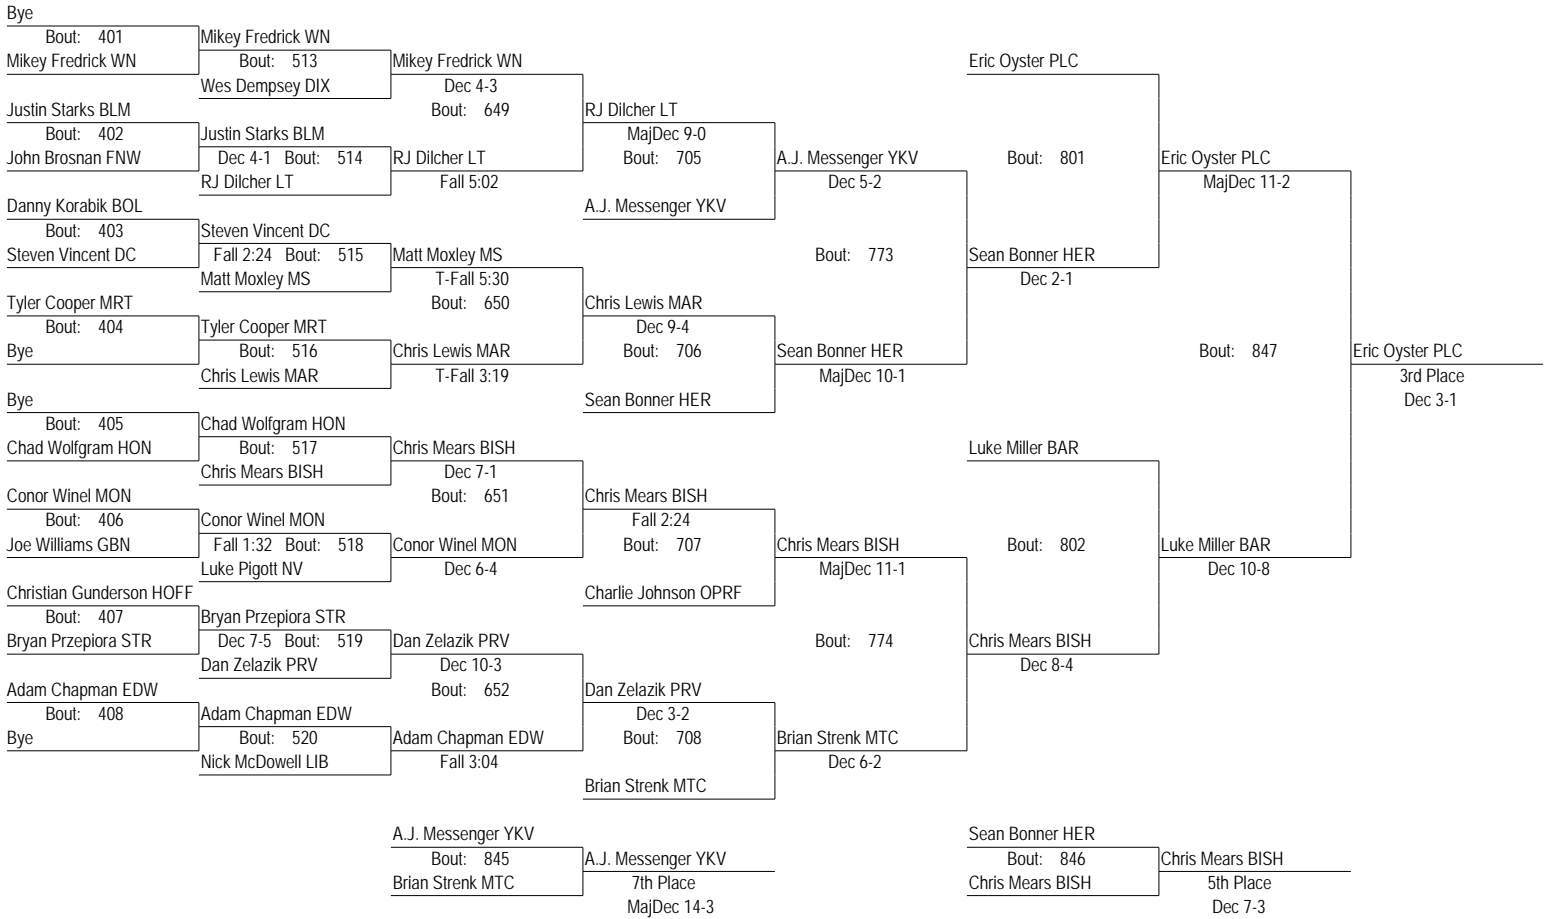 Bye
Bout: 401 Mikey Fredrick WN
Mikey Fredrick WN Bout: 513 Mikey Fredrick WN Eric Oyster PLC
Wes Dempsey DIX Dec 4-3
Justin Starks BLM Bout: 649 RJ Dilcher LT
Bout: 402 Justin Starks BLM MajDec 9-0
John Brosnan FNW Dec 4-1 Bout: 514 RJ Dilcher LT Bout: 705 A.J. Messenger YKV Bout: 801 Eric Oyster PLC
RJ Dilcher LT Fall 5:02 Dec 5-2 MajDec 11-2
Danny Korabik BOL A.J. Messenger YKV
Bout: 403 Steven Vincent DC
Steven Vincent DC Fall 2:24 Bout: 515 Matt Moxley MS Bout: 773 Sean Bonner HER
Matt Moxley MS T-Fall 5:30 Dec 2-1
Tyler Cooper MRT Bout: 650 Chris Lewis MAR
Bout: 404 Tyler Cooper MRT Dec 9-4
Bye Bout: 516 Chris Lewis MAR Bout: 706 Sean Bonner HER Bout: 847 Eric Oyster PLC
Chris Lewis MAR T-Fall 3:19 MajDec 10-1 3rd Place
Bye Sean Bonner HER Dec 3-1
Bout: 405 Chad Wolfgram HON
Chad Wolfgram HON Bout: 517 Chris Mears BISH Luke Miller BAR
Chris Mears BISH Dec 7-1
Conor Winel MON Bout: 651 Chris Mears BISH
Bout: 406 Conor Winel MON Fall 2:24
Joe Williams GBN Fall 1:32 Bout: 518 Conor Winel MON Bout: 707 Chris Mears BISH Bout: 802 Luke Miller BAR
Luke Pigott NV Dec 6-4 MajDec 11-1 Dec 10-8
Christian Gunderson HOFF Charlie Johnson OPRF
Bout: 407 Bryan Przepiora STR
Bryan Przepiora STR Dec 7-5 Bout: 519 Dan Zelazik PRV Bout: 774 Chris Mears BISH
Dan Zelazik PRV Dec 10-3 Dec 8-4
Adam Chapman EDW Bout: 652 Dan Zelazik PRV
Bout: 408 Adam Chapman EDW Dec 3-2
Bye Bout: 520 Adam Chapman EDW Bout: 708 Brian Strenk MTC
Nick McDowell LIB Fall 3:04 Dec 6-2
Brian Strenk MTC
A.J. Messenger YKV Sean Bonner HER
Bout: 845 A.J. Messenger YKV Bout: 846 Chris Mears BISH
Brian Strenk MTC 7th Place Chris Mears BISH 5th Place
MajDec 14-3 Dec 7-3